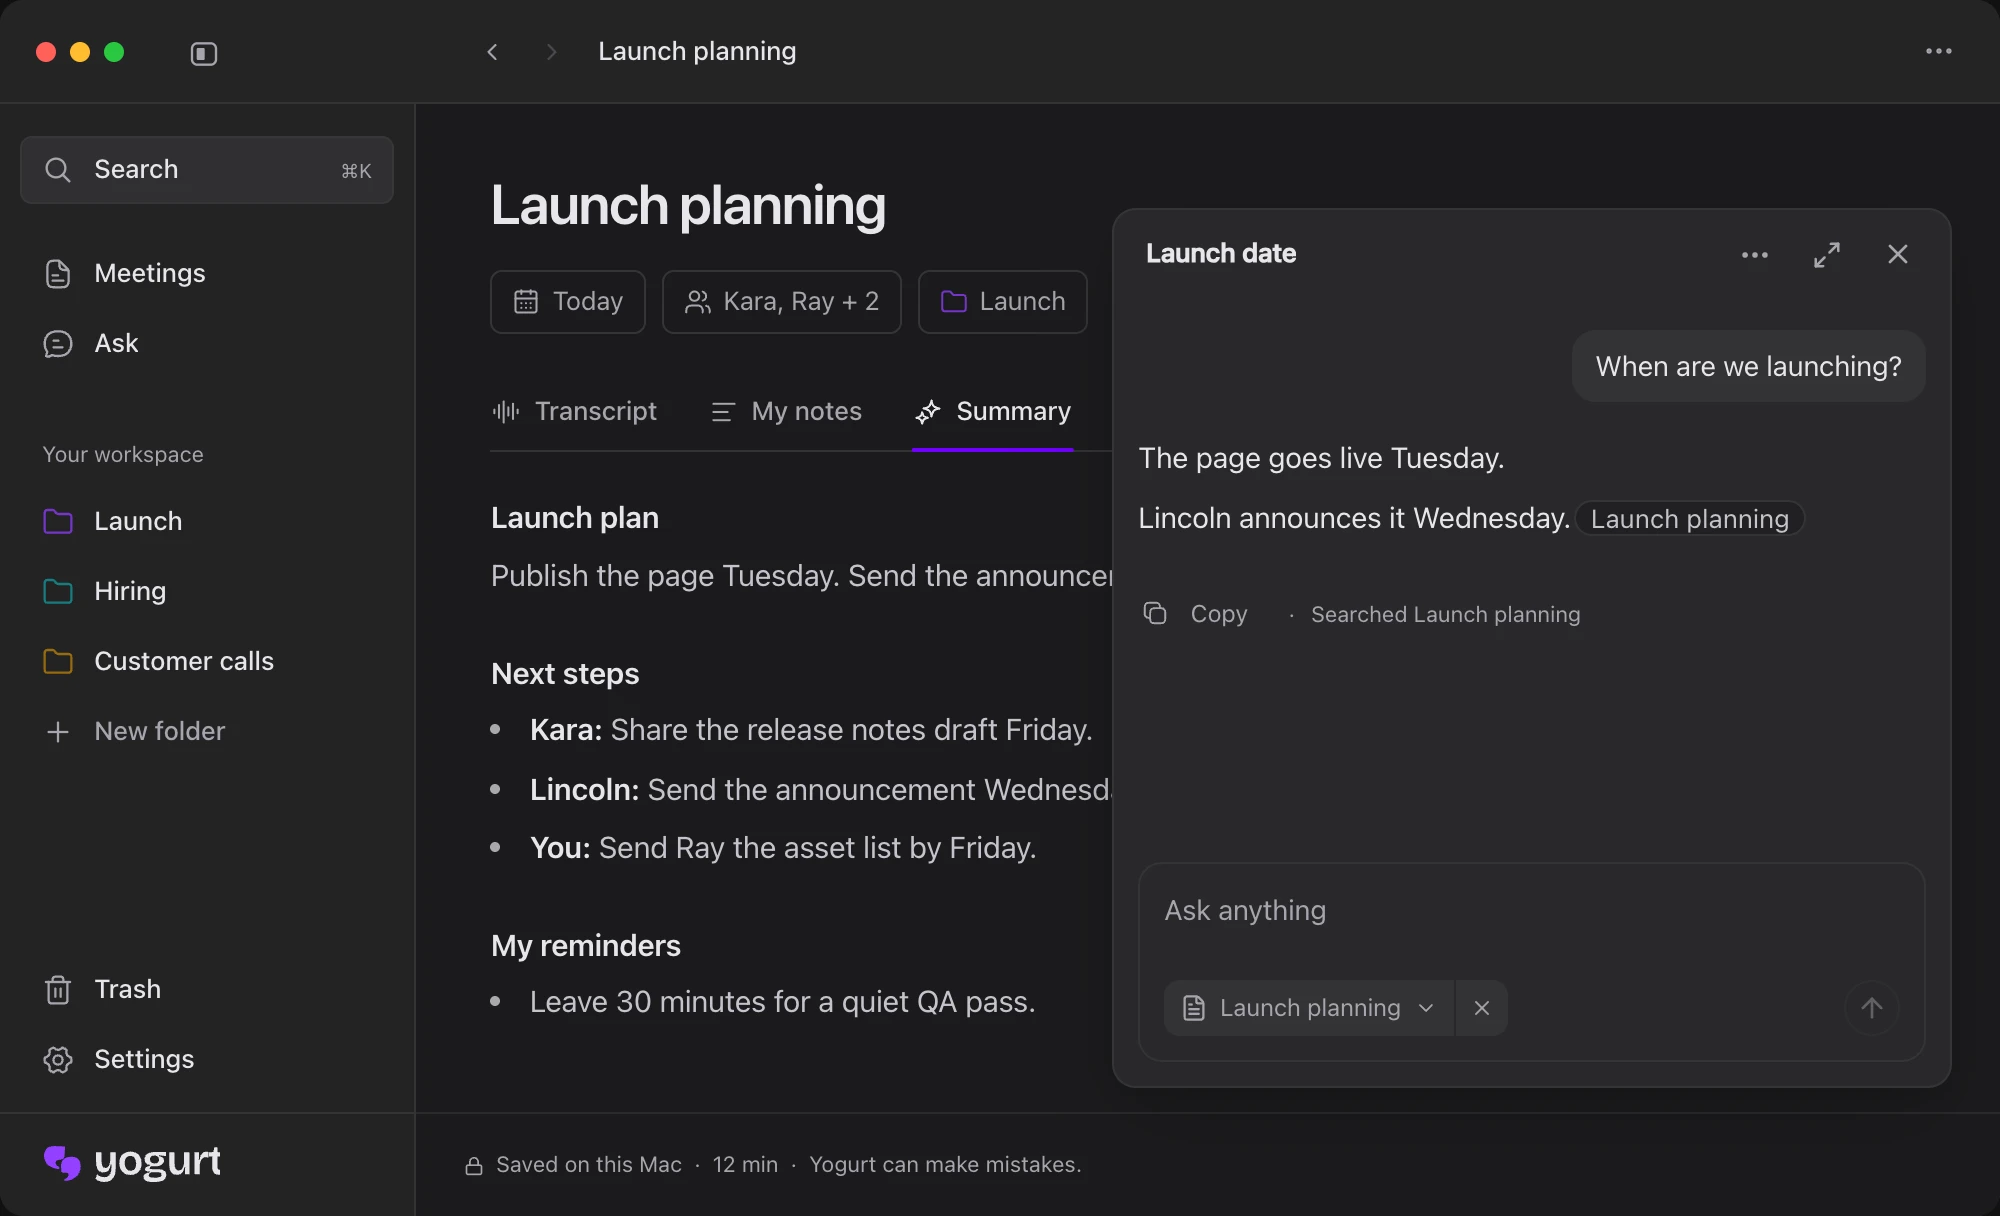 Launch planning
Search ⌘K
Meetings
Ask
Your workspace
Launch
Hiring
Customer calls
New folder
Trash
Settings
yogurt
Launch planning
Today
Kara, Ray + 2
Launch
Transcript
My notes
Summary
Launch plan
Publish the page Tuesday. Send the
Next steps
Kara: Share the release notes draft Friday.
Lincoln: Send the announcement
You: Send Ray the asset list by Friday.
My reminders
Leave 30 minutes for a quiet QA pass.
Launch date
When are we launching?
The page goes live Tuesday.
Lincoln announces it Wednesday. Launch planning
Copy · Searched Launch planning
Ask anything
Launch planning
Saved on this Mac · 12 min · Yogurt can make mistakes.